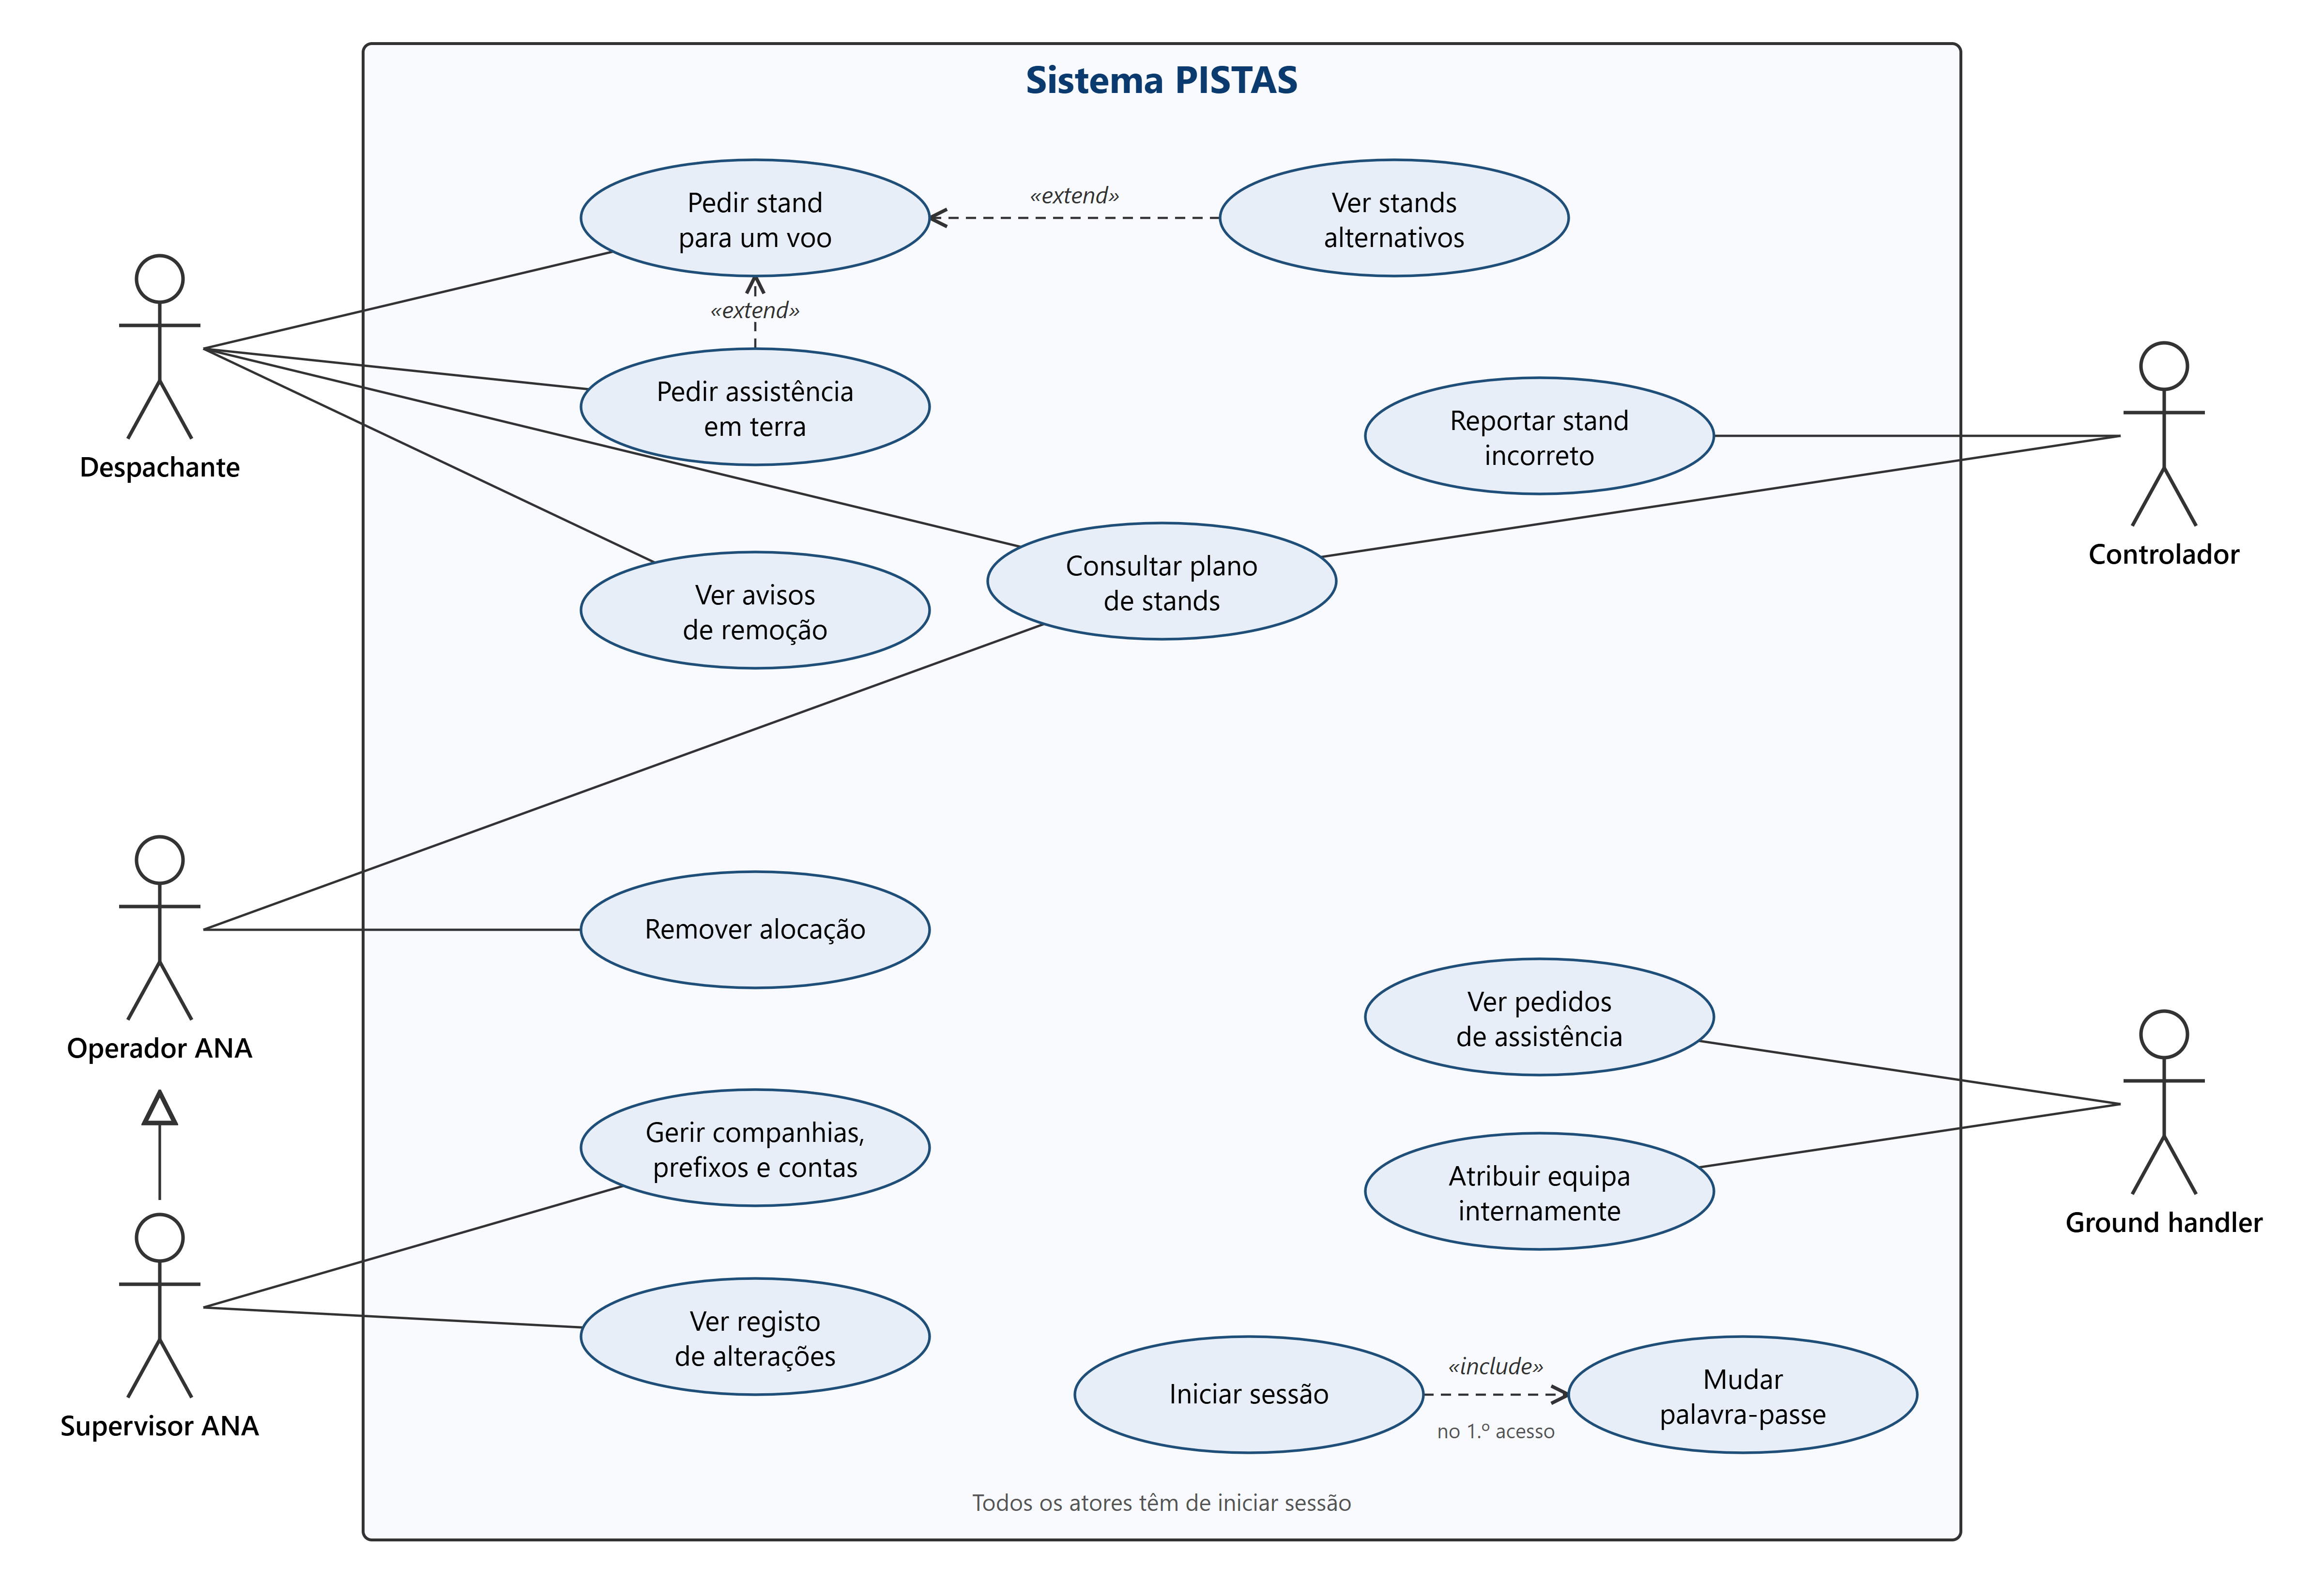 Sistema PISTAS
Pedir stand
para um voo
«extend»
Ver stands
alternativos
«extend»
Pedir assistência
em terra
Despachante
Reportar stand
incorreto
Controlador
Consultar plano
de stands
Ver avisos
de remoção
Remover alocação
Operador ANA
Ver pedidos
de assistência
Gerir companhias,
prefixos e contas
Atribuir equipa
internamente
Ground handler
Ver registo
de alterações
Supervisor ANA
Iniciar sessão
«include»
no 1.º acesso
Mudar
palavra-passe
Todos os atores têm de iniciar sessão